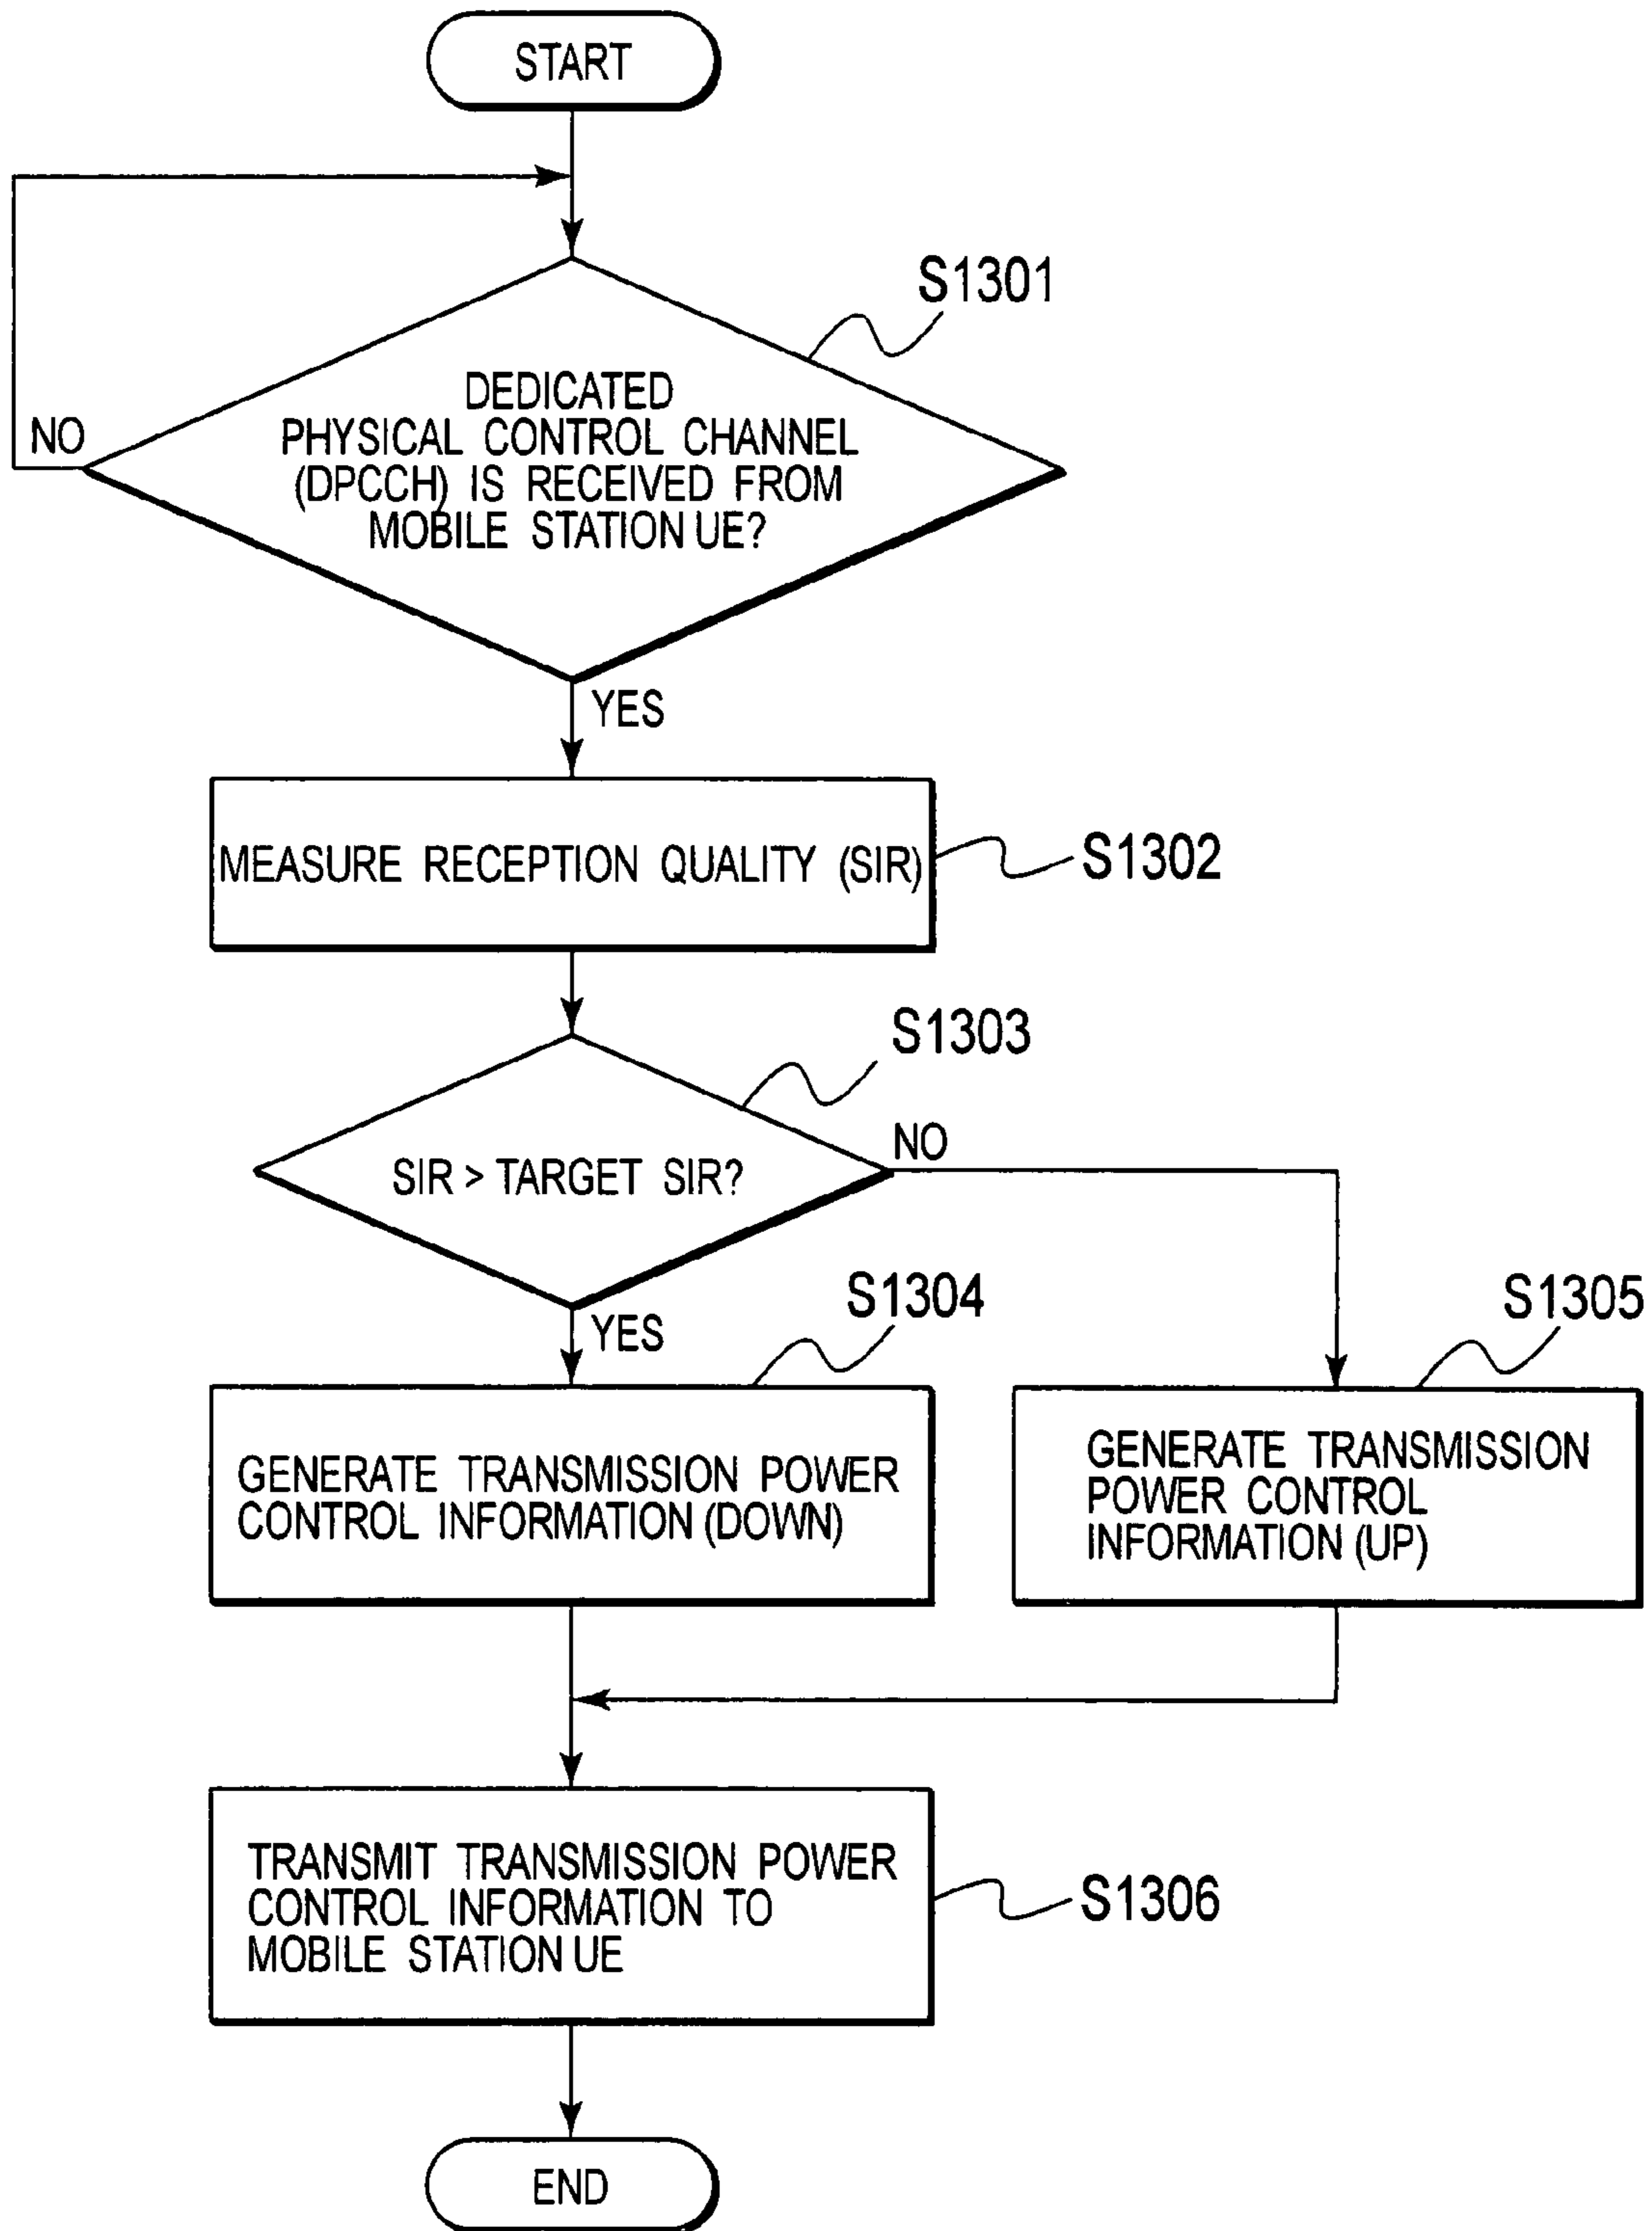 START
S1301
DEDICATED
PHYSICAL CONTROL CHANNEL
(DPCCH) IS RECEIVED FROM
MOBILE STATION UE?
NO
YES
MEASURE RECEPTION QUALITY (SIR)
S1302
S1303
SIR > TARGET SIR?
NO
YES
S1304
S1305
GENERATE TRANSMISSION POWER
CONTROL INFORMATION (DOWN)
GENERATE TRANSMISSION
POWER CONTROL
INFORMATION (UP)
TRANSMIT TRANSMISSION POWER
CONTROL INFORMATION TO
MOBILE STATION UE
S1306
END